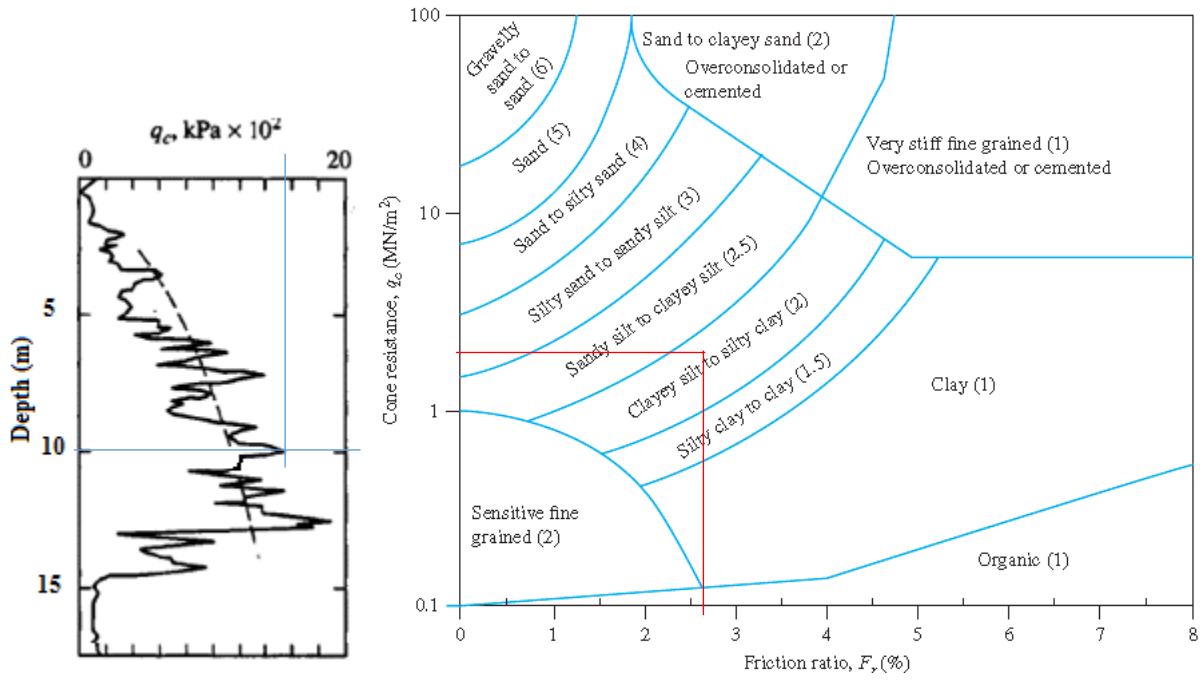 q_c, kPa × 10²
0
20
5
10
15
Depth (m)
100
10
1
0.1
Cone resistance, q_c (MN/m²)
Gravelly
sand to
sand (6)
Sand (5)
Sand to silty sand (4)
Silty sand to sandy silt (3)
Sandy silt to clayey silt (2.5)
Clayey silt to silty clay (2)
Silty clay to clay (1.5)
Sand to clayey sand (2)
Overconsolidated or
cemented
Very stiff fine grained (1)
Overconsolidated or cemented
Clay (1)
Sensitive fine
grained (2)
Organic (1)
0
1
2
3
4
5
6
7
8
Friction ratio, F_r (%)